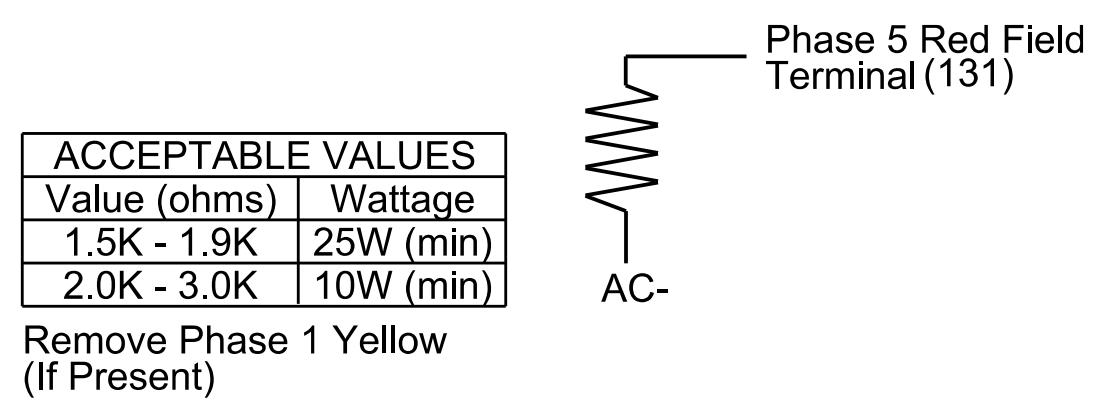 Phase 5 Red Field
Terminal (131)
ACCEPTABLE VALUES
Value (ohms) Wattage
1.5K - 1.9K 25W (min)
2.0K - 3.0K 10W (min)
AC-
Remove Phase 1 Yellow
(If Present)